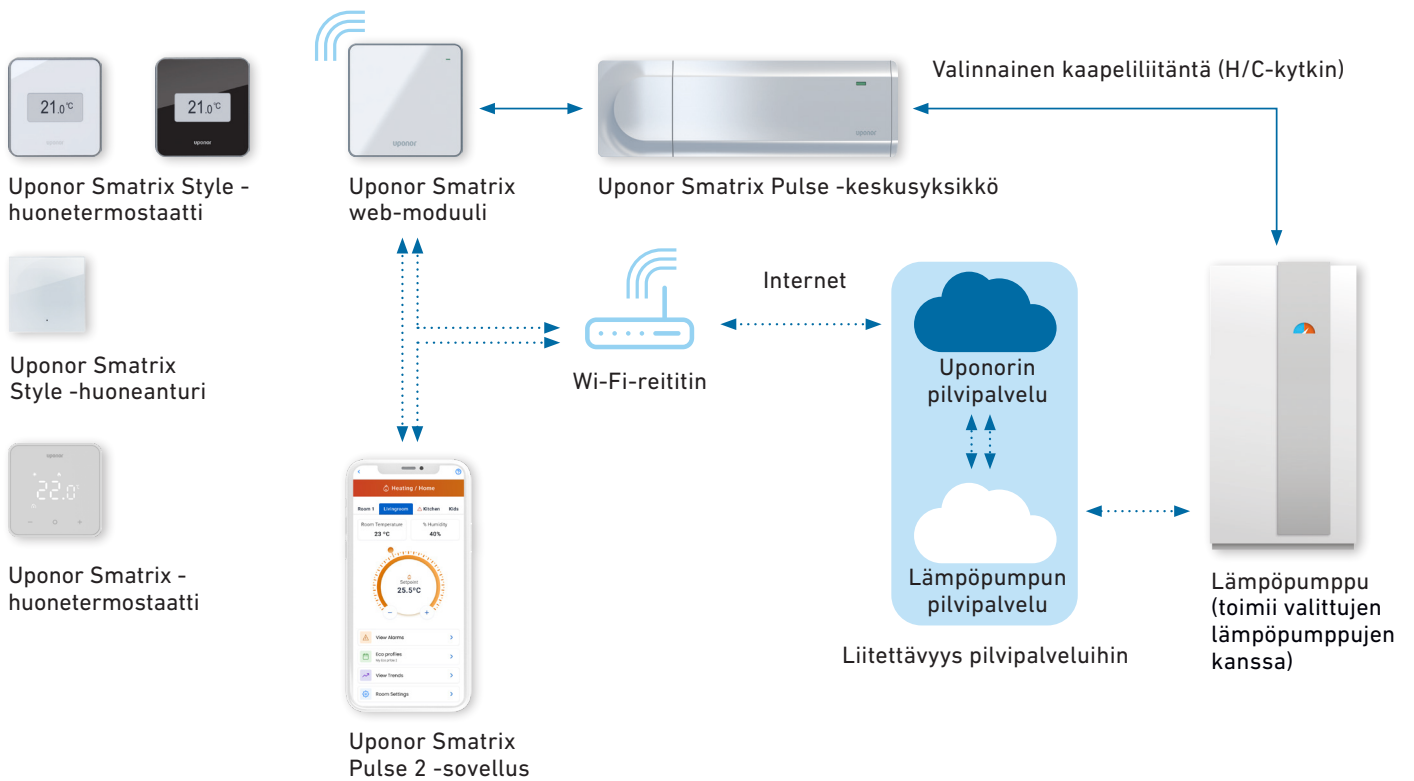 21.0 °C
uponor
21.0 °C
uponor
Uponor Smatrix Style -
huonetermostaatti
Uponor Smatrix
Style -huoneanturi
uponor
22.0°
Uponor Smatrix -
huonetermostaatti
uponor
Uponor Smatrix
web-moduuli
uponor
Uponor Smatrix Pulse -keskusyksikkö
Valinnainen kaapeliliitäntä (H/C-kytkin)
Wi-Fi-reititin
Internet
Uponorin
pilvipalvelu
Lämpöpumpun
pilvipalvelu
Liitettävyys pilvipalveluihin
Lämpöpumppu
(toimii valittujen
lämpöpumppujen
kanssa)
Heating / Home
Room 1 Livingroom Kitchen Kids
Room Temperature % Humidity
23 °C 40%
Setpoint
25.5°C
− +
View Alarms
Eco profiles
View Trends
Room Settings
Uponor Smatrix
Pulse 2 -sovellus